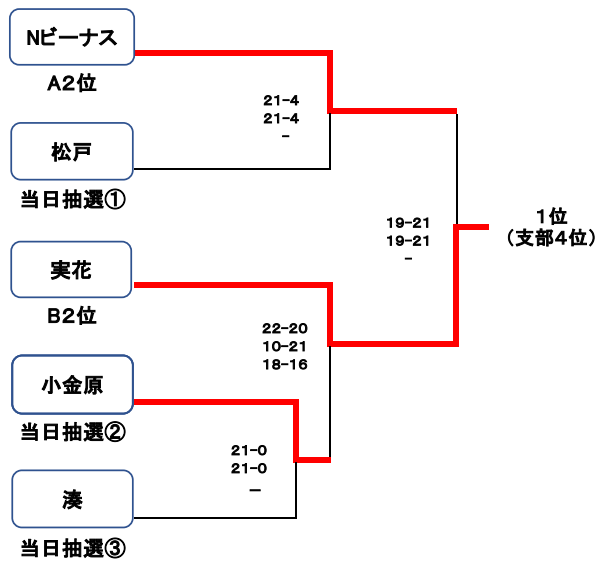 Nビーナス
A2位
21-4
21-4
-
松戸
当日抽選①
19-21
19-21
-
1位
（支部4位）
実花
B2位
22-20
10-21
18-16
小金原
当日抽選②
21-0
21-0
-
湊
当日抽選③